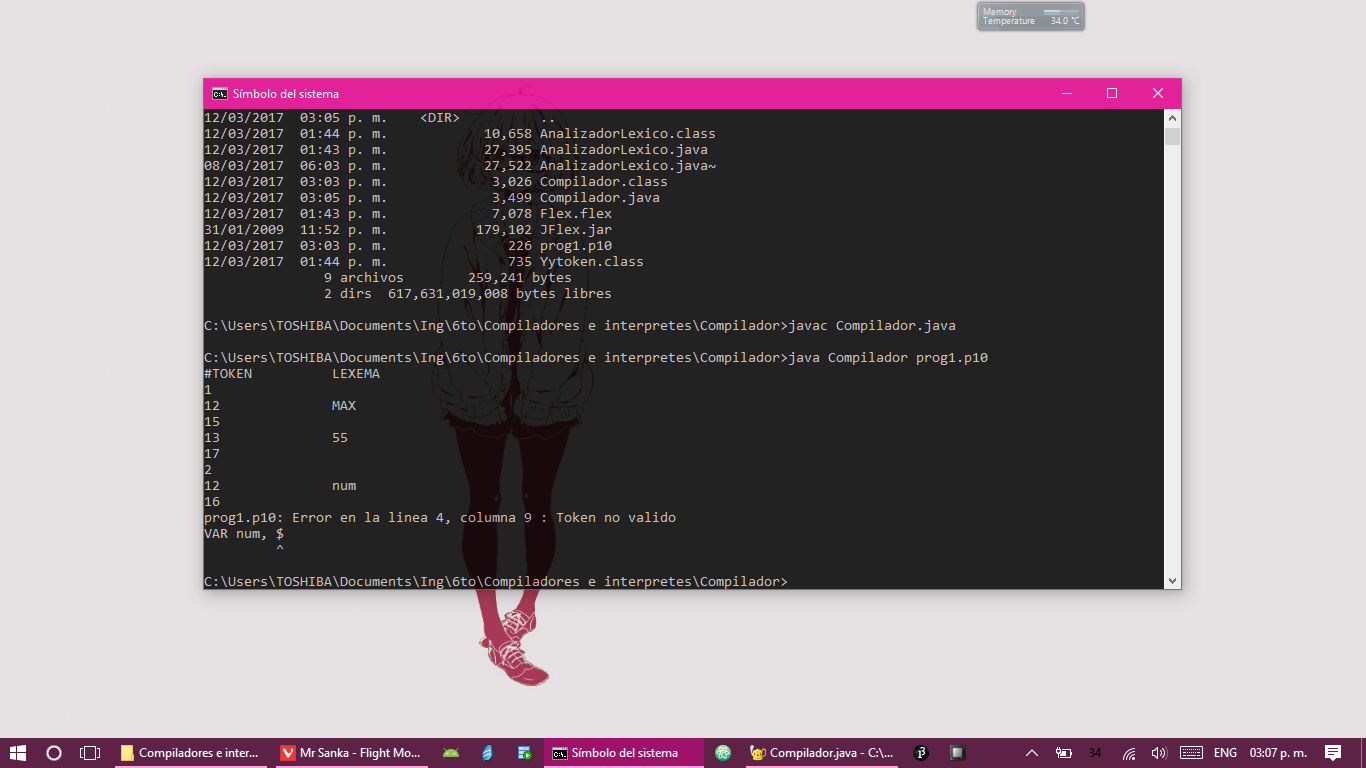 Memory
Temperature 34.0 °C
Símbolo del sistema
12/03/2017  03:05 p. m.    <DIR>          ..
12/03/2017  01:44 p. m.            10,658 AnalizadorLexico.class
12/03/2017  01:43 p. m.            27,395 AnalizadorLexico.java
08/03/2017  06:03 p. m.            27,522 AnalizadorLexico.java~
12/03/2017  03:03 p. m.             3,026 Compilador.class
12/03/2017  03:05 p. m.             3,499 Compilador.java
12/03/2017  01:43 p. m.             7,078 Flex.flex
31/01/2009  11:52 p. m.           179,102 JFlex.jar
12/03/2017  03:03 p. m.               226 prog1.p10
12/03/2017  01:44 p. m.               735 Yytoken.class
9 archivos        259,241 bytes
2 dirs  617,631,019,008 bytes libres
C:\Users\TOSHIBA\Documents\Ing\6to\Compiladores e interpretes\Compilador>javac Compilador.java
C:\Users\TOSHIBA\Documents\Ing\6to\Compiladores e interpretes\Compilador>java Compilador prog1.p10
#TOKEN          LEXEMA
1
12              MAX
15
13              55
17
2
12              num
16
prog1.p10: Error en la linea 4, columna 9 : Token no valido
VAR num, $
^
C:\Users\TOSHIBA\Documents\Ing\6to\Compiladores e interpretes\Compilador>
Compiladores e inter... Mr Sanka - Flight Mo... Símbolo del sistema Compilador.java - C:\... 34 ENG 03:07 p. m.